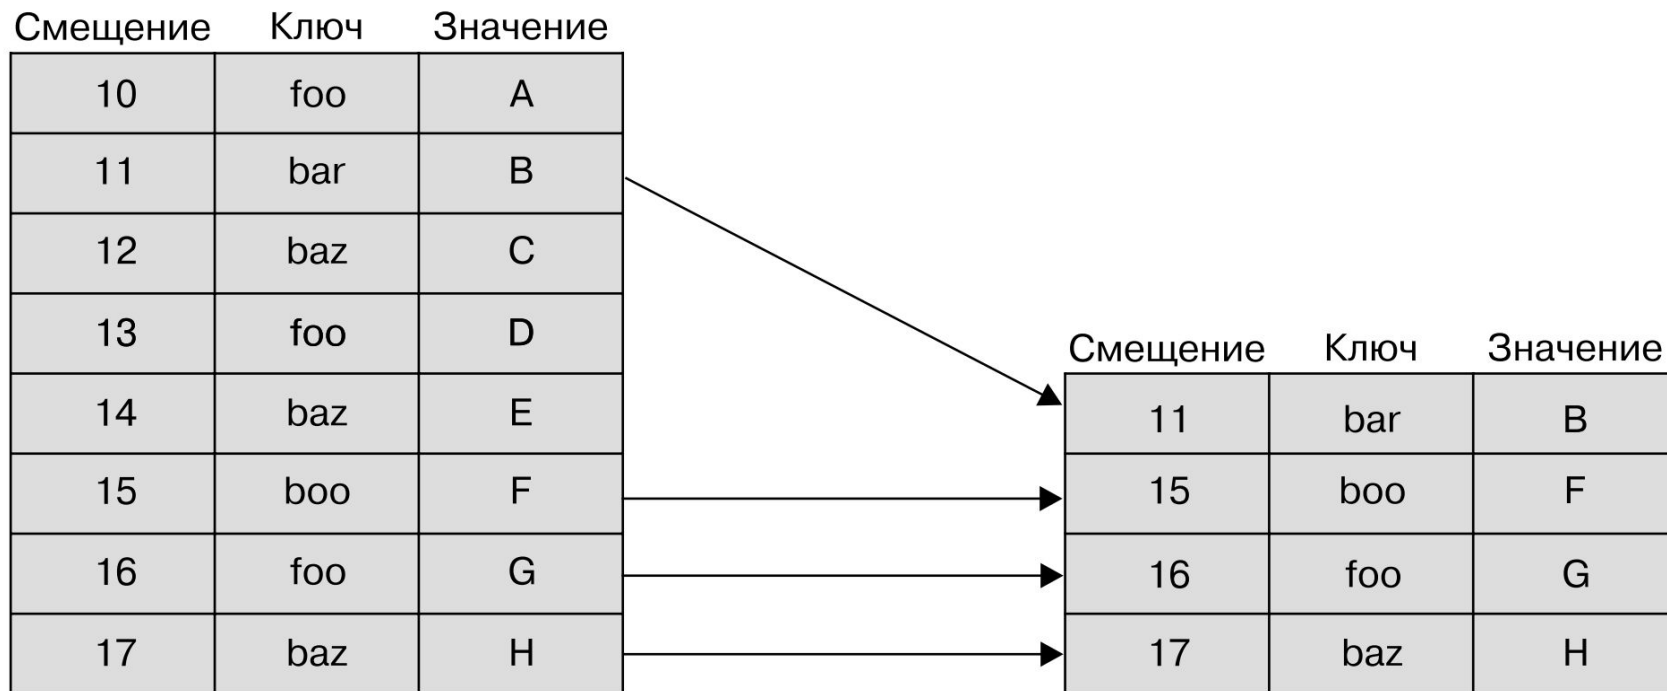 Смещение Ключ Значение
10 foo A
11 bar B
12 baz C
13 foo D
14 baz E
15 boo F
16 foo G
17 baz H
Смещение Ключ Значение
11 bar B
15 boo F
16 foo G
17 baz H